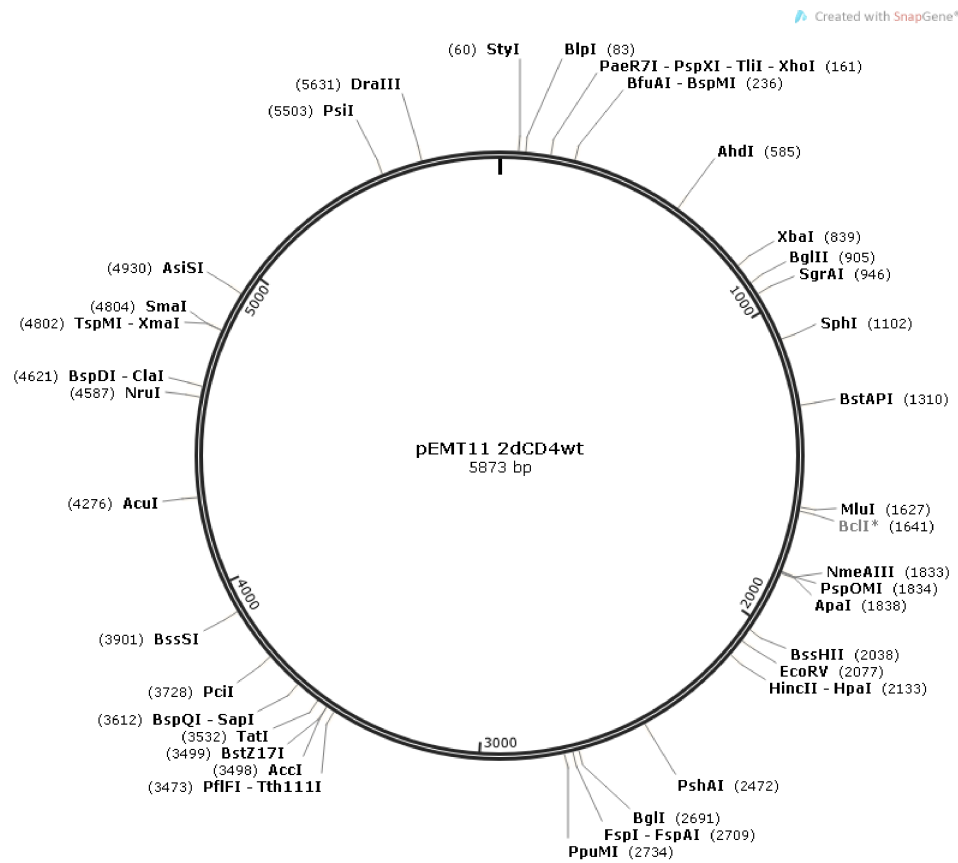 Created with SnapGene®
(60) StyI
BlpI (83)
PaeR7I - PspXI - TliI - XhoI (161)
BfuAI - BspMI (236)
(5631) DraIII
(5503) PsiI
AhdI (585)
XbaI (839)
BglII (905)
SgrAI (946)
(4930) AsiSI
5000
1000
(4804) SmaI
(4802) TspMI - XmaI
SphI (1102)
(4621) BspDI - ClaI
(4587) NruI
BstAPI (1310)
pEMT11 2dCD4wt
5873 bp
(4276) AcuI
MluI (1627)
BclI* (1641)
NmeAIII (1833)
PspOMI (1834)
ApaI (1838)
4000
2000
(3901) BssSI
BssHII (2038)
EcoRV (2077)
HincII - HpaI (2133)
(3728) PciI
(3612) BspQI - SapI
(3532) TatI
(3499) BstZ17I
(3498) AccI
(3473) PflFI - Tth111I
3000
PshAI (2472)
BglI (2691)
FspI - FspAI (2709)
PpuMI (2734)